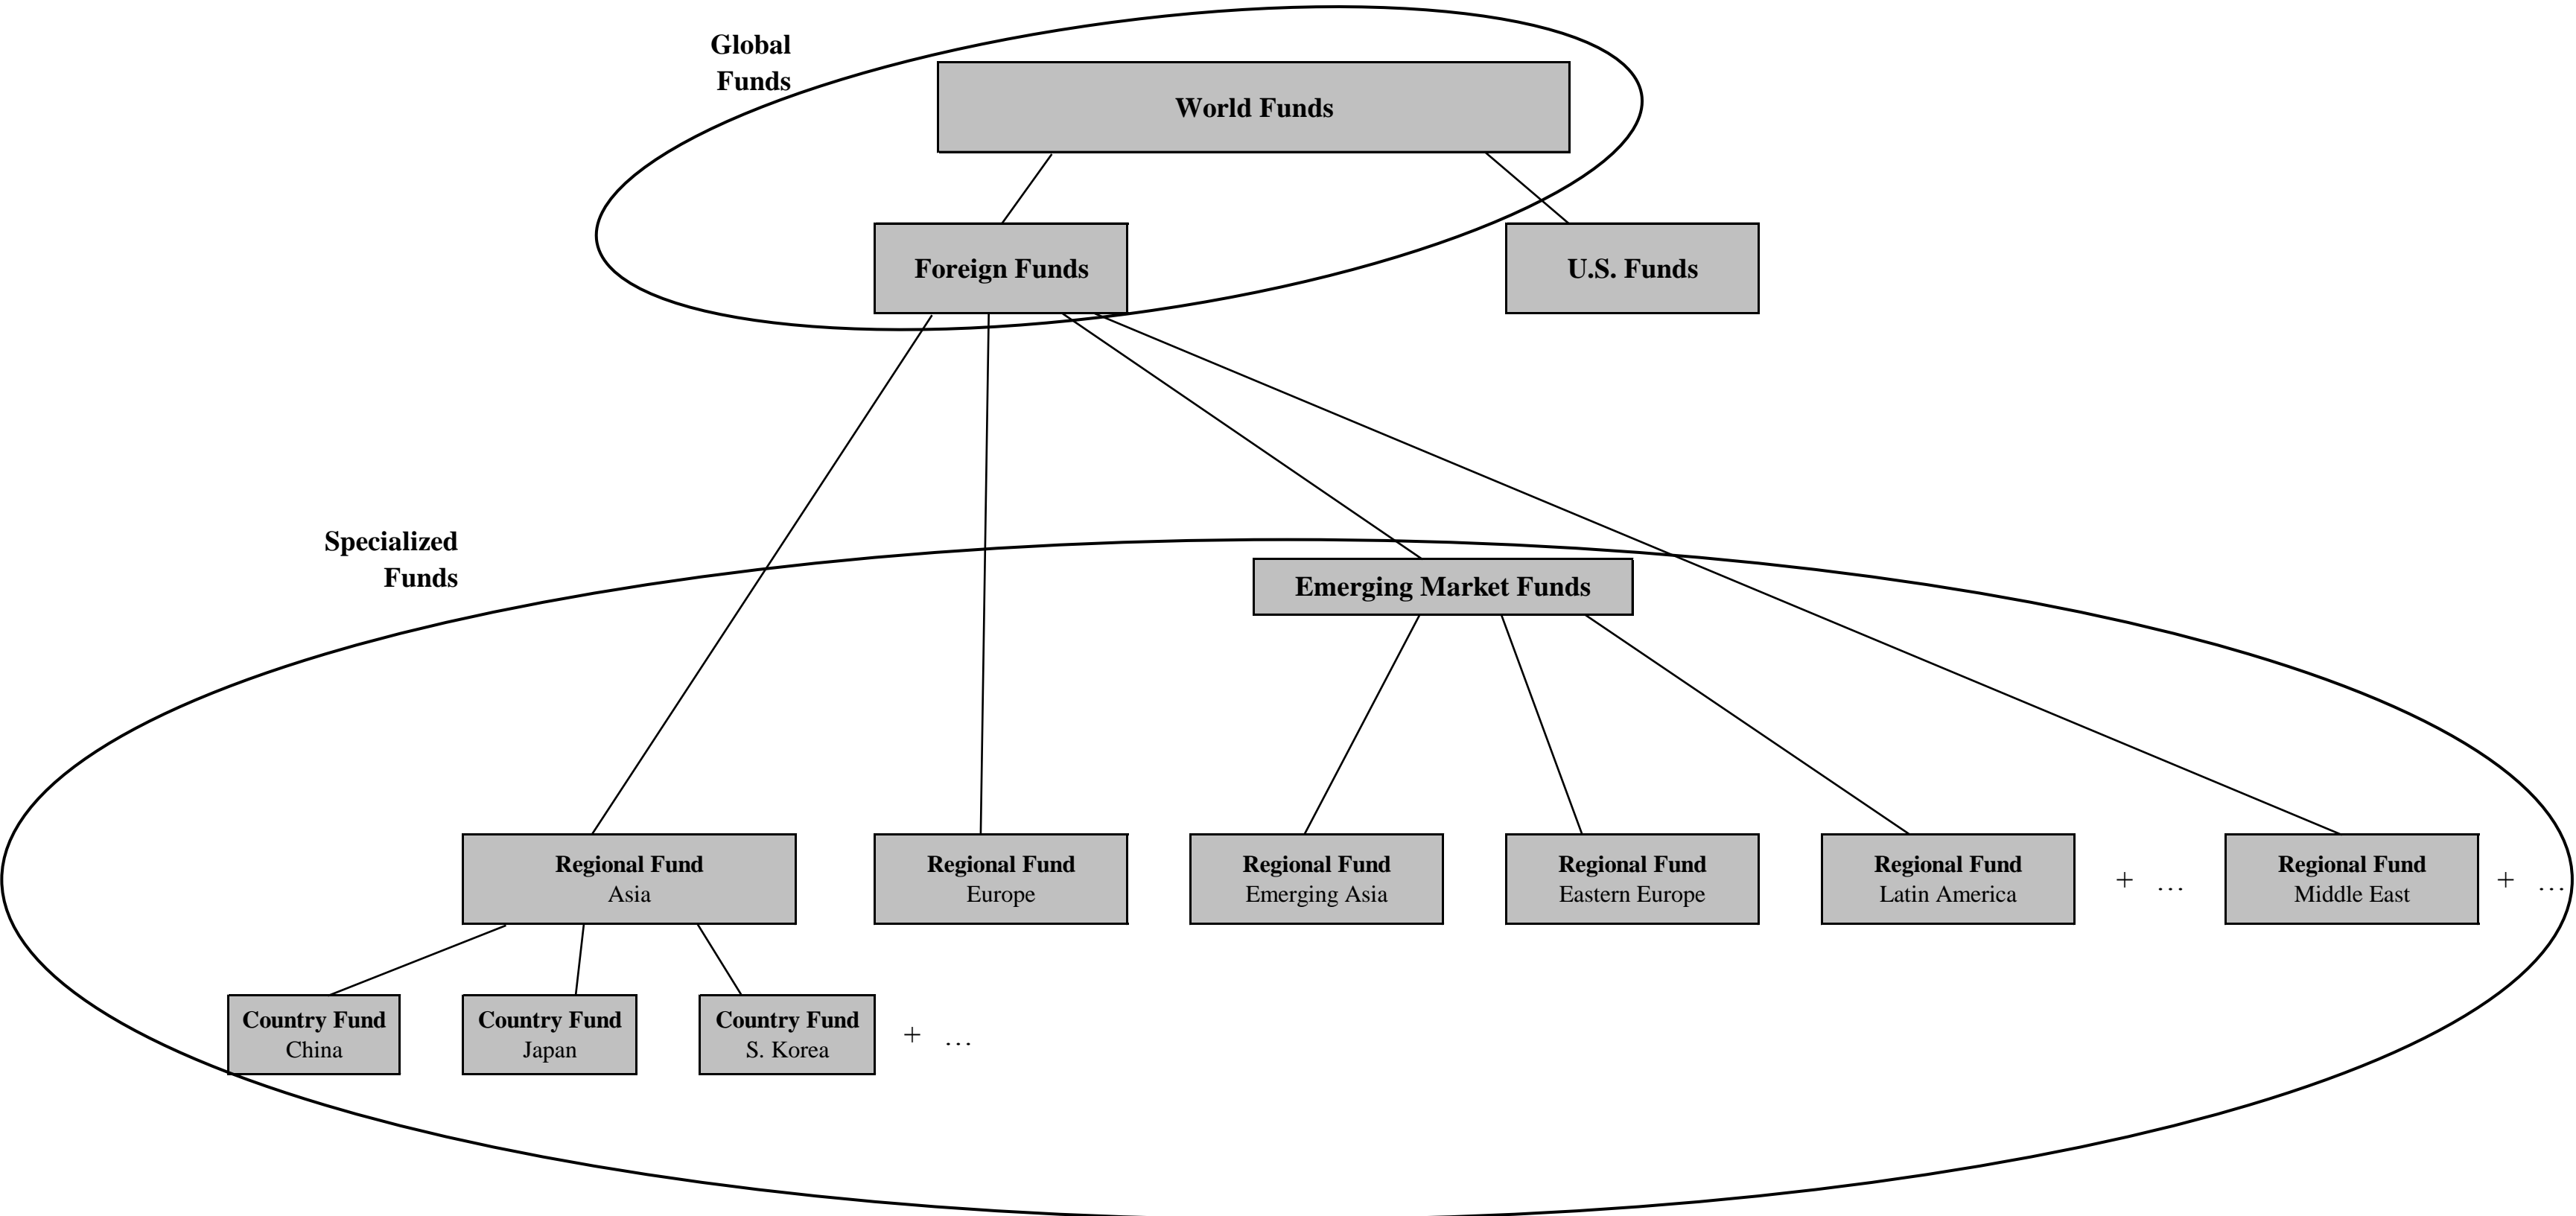 Global
Funds
World Funds
Foreign Funds
U.S. Funds
Specialized
Funds
Emerging Market Funds
Regional Fund
Asia
Regional Fund
Europe
Regional Fund
Emerging Asia
Regional Fund
Eastern Europe
Regional Fund
Latin America
+ …
Regional Fund
Middle East
+ …
Country Fund
China
Country Fund
Japan
Country Fund
S. Korea
+ …